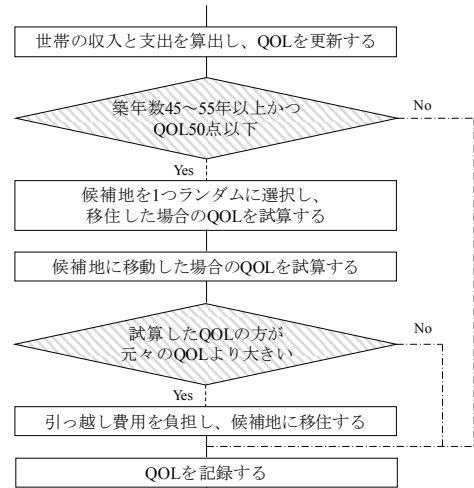 世帯の収入と支出を算出し、QOLを更新する
築年数45～55年以上かつ
QOL50点以下
No
Yes
候補地を1つランダムに選択し、
移住した場合のQOLを試算する
候補地に移動した場合のQOLを試算する
試算したQOLの方が
元々のQOLより大きい
No
Yes
引っ越し費用を負担し、候補地に移住する
QOLを記録する